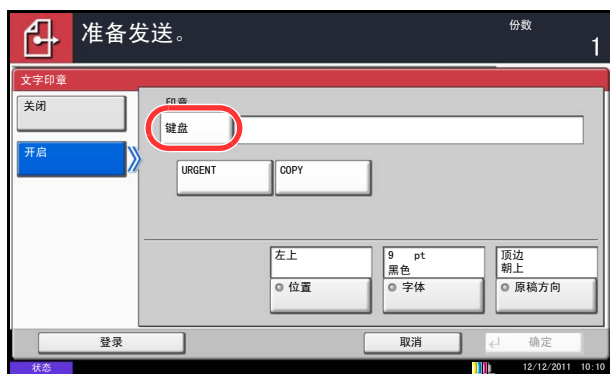 准备发送。
份数
1
文字印章
关闭
印章
键盘
开启
URGENT
COPY
左上
9 pt
黑色
顶边
朝上
位置
字体
原稿方向
登录
取消
确定
状态
12/12/2011 10:10